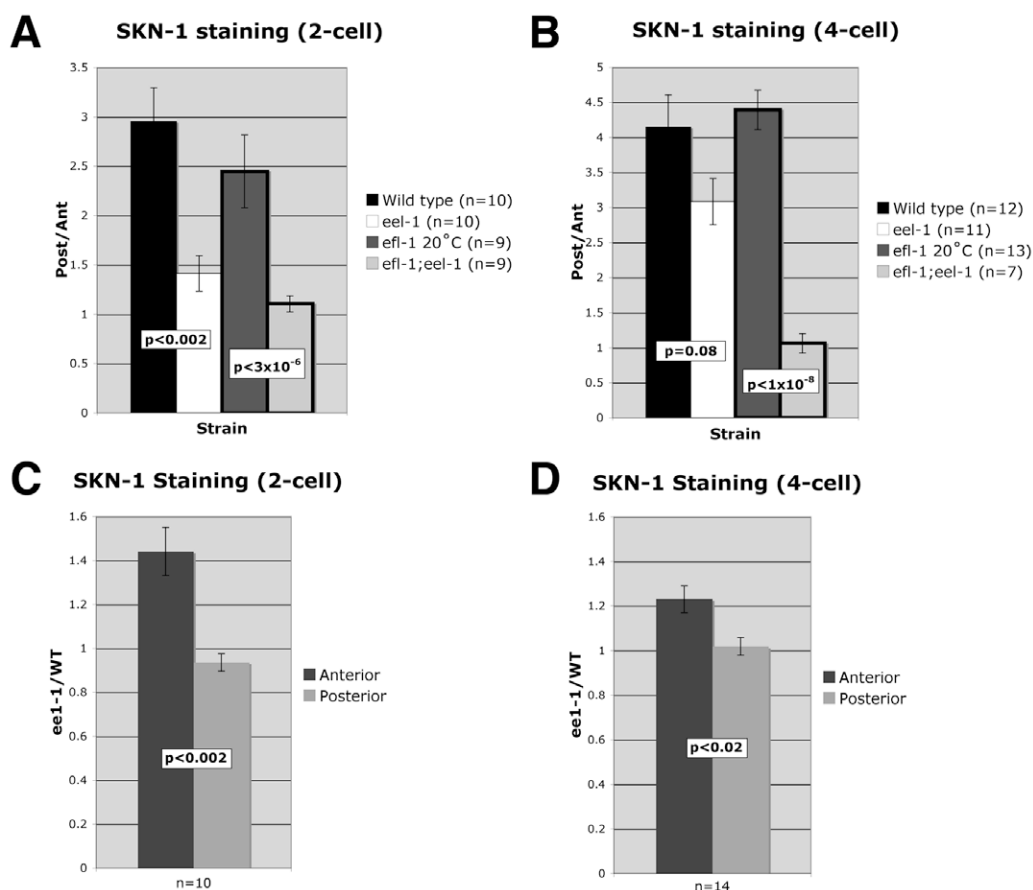 A
SKN-1 staining (2-cell)
3.5
3
2.5
2
1.5
1
0.5
0
Post/Ant
p<0.002
p<3x10⁻⁶
Strain
Wild type (n=10)
eel-1 (n=10)
efl-1 20°C (n=9)
efl-1;eel-1 (n=9)
B
SKN-1 staining (4-cell)
5
4.5
4
3.5
3
2.5
2
1.5
1
0.5
0
Post/Ant
p=0.08
p<1x10⁻⁸
Strain
Wild type (n=12)
eel-1 (n=11)
efl-1 20°C (n=13)
efl-1;eel-1 (n=7)
C
SKN-1 Staining (2-cell)
1.6
1.4
1.2
1
0.8
0.6
0.4
0.2
0
ee1-1/WT
p<0.002
n=10
Anterior
Posterior
D
SKN-1 Staining (4-cell)
1.6
1.4
1.2
1
0.8
0.6
0.4
0.2
0
ee1-1/WT
p<0.02
n=14
Anterior
Posterior